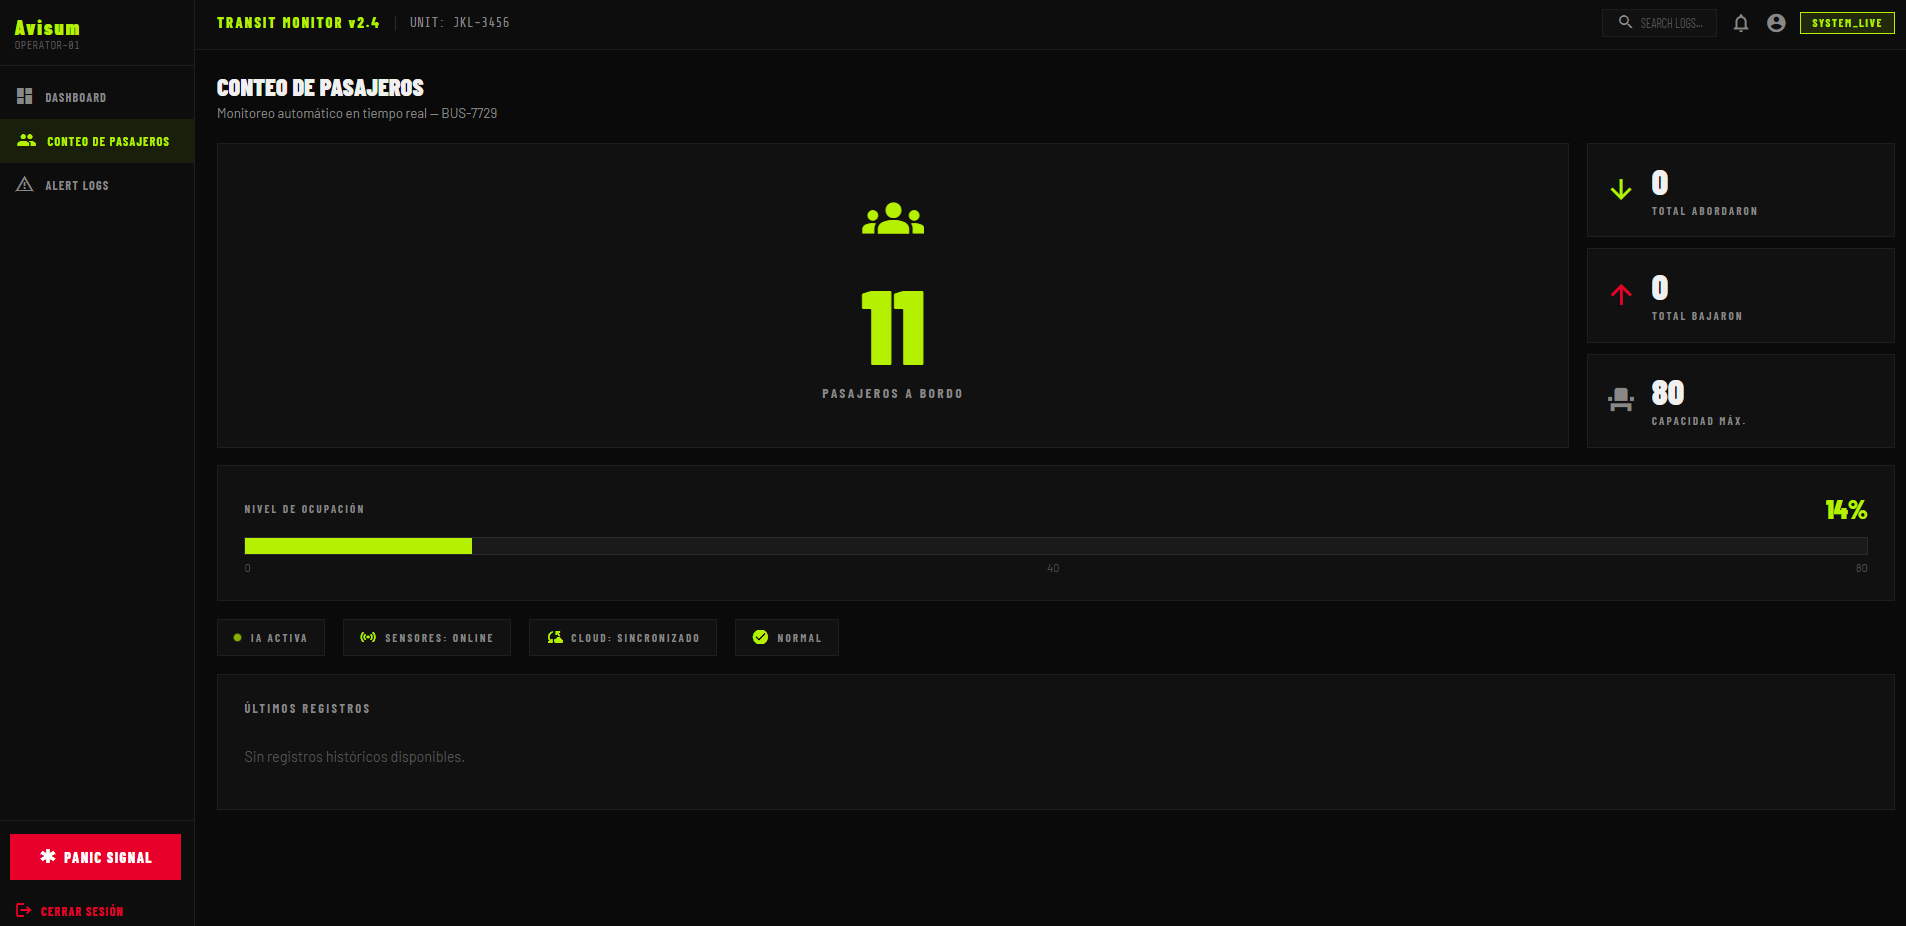 Avisum
OPERATOR-01
DASHBOARD
CONTEO DE PASAJEROS
ALERT LOGS
PANIC SIGNAL
CERRAR SESIÓN
TRANSIT MONITOR v2.4
UNIT: JKL-3456
SEARCH LOGS...
SYSTEM_LIVE
CONTEO DE PASAJEROS
Monitoreo automático en tiempo real — BUS-7729
11
PASAJEROS A BORDO
0
TOTAL ABORDARON
0
TOTAL BAJARON
80
CAPACIDAD MÁX.
NIVEL DE OCUPACIÓN
14%
0 40 80
IA ACTIVA
SENSORES: ONLINE
CLOUD: SINCRONIZADO
NORMAL
ÚLTIMOS REGISTROS
Sin registros históricos disponibles.